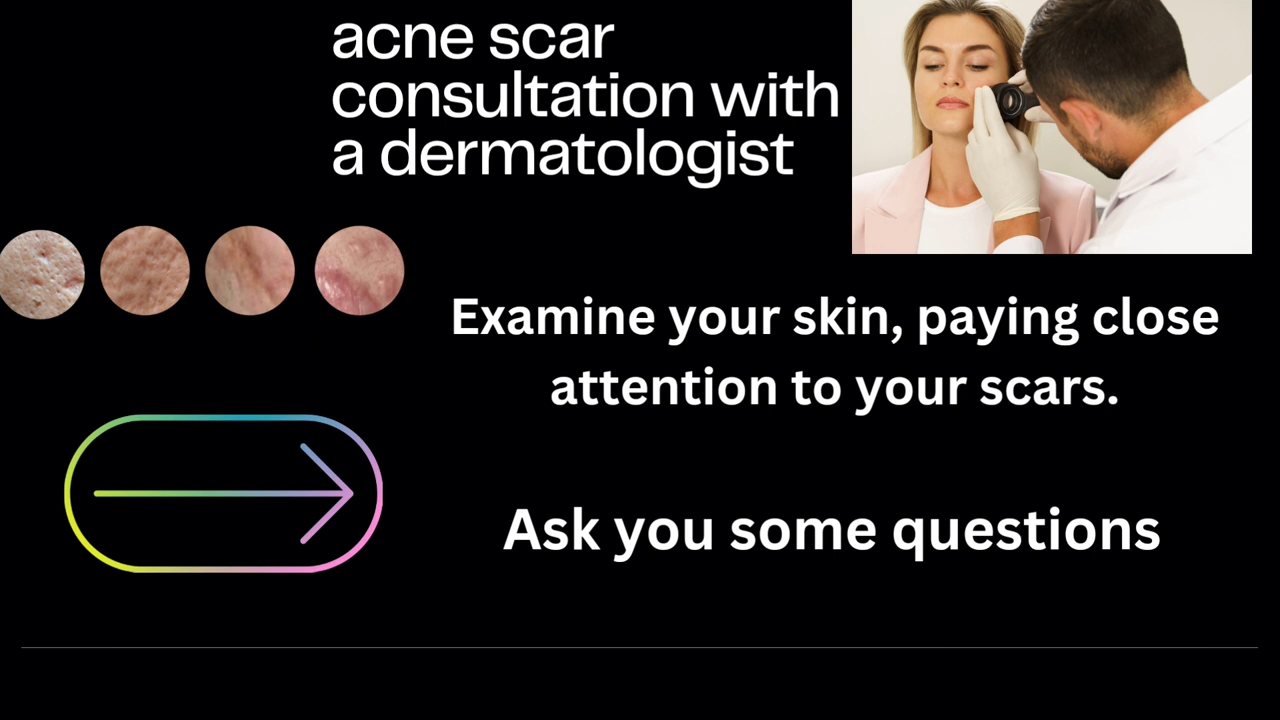 acne scar
consultation with
a dermatologist
Examine your skin, paying close
attention to your scars.
Ask you some questions